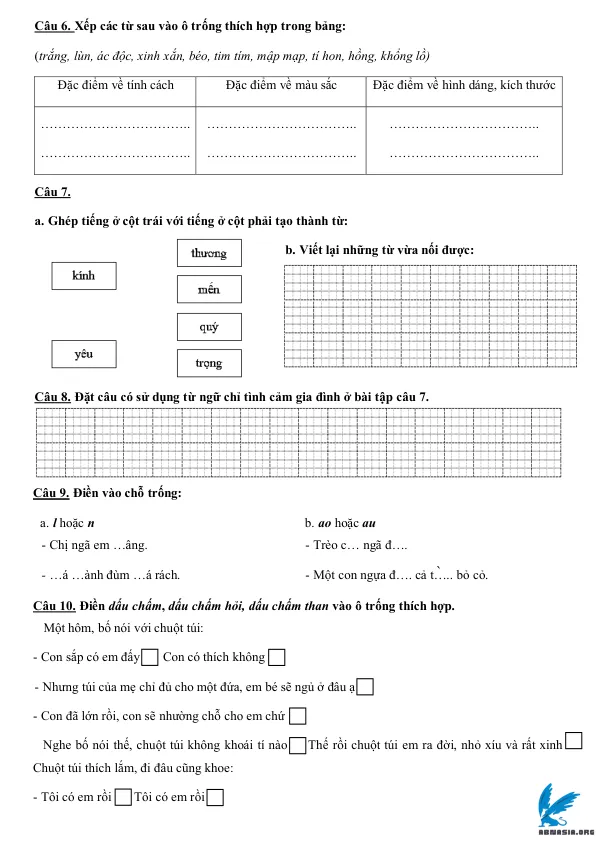 Câu 6. Xếp các từ sau vào ô trống thích hợp trong bảng:
(trắng, lùn, ác độc, xinh xắn, béo, tim tím, mập mạp, tí hon, hồng, khổng lồ)
Đặc điểm về tính cách Đặc điểm về màu sắc Đặc điểm về hình dáng, kích thước
…………………………….. …………………………….. ……………………………..
…………………………….. …………………………….. ……………………………..
Câu 7.
a. Ghép tiếng ở cột trái với tiếng ở cột phải tạo thành từ:
kính
yêu
thương
mến
quý
trọng
b. Viết lại những từ vừa nối được:
Câu 8. Đặt câu có sử dụng từ ngữ chỉ tình cảm gia đình ở bài tập câu 7.
Câu 9. Điền vào chỗ trống:
a. l hoặc n
- Chị ngã em …âng.
- …á …ành đùm …á rách.
b. ao hoặc au
- Trèo c… ngã đ….
- Một con ngựa đ…. cả t…̀.. bỏ cỏ.
Câu 10. Điền dấu chấm, dấu chấm hỏi, dấu chấm than vào ô trống thích hợp.
Một hôm, bố nói với chuột túi:
- Con sắp có em đấy□ Con có thích không □
- Nhưng túi của mẹ chỉ đủ cho một đứa, em bé sẽ ngủ ở đâu ạ□
- Con đã lớn rồi, con sẽ nhường chỗ cho em chứ □
Nghe bố nói thế, chuột túi không khoái tí nào□Thế rồi chuột túi em ra đời, nhỏ xíu và rất xinh□
Chuột túi thích lắm, đi đâu cũng khoe:
- Tôi có em rồi □Tôi có em rồi□
ABWASIA.ORG